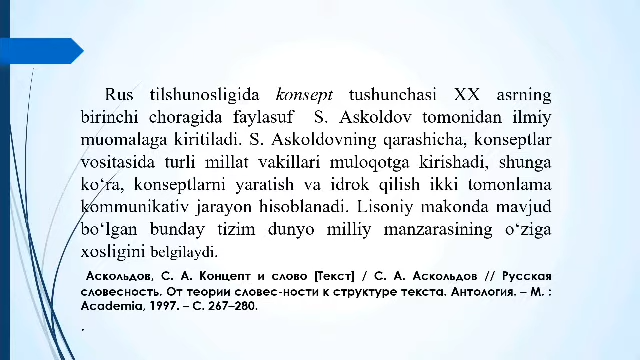 Rus tilshunosligida konsept tushunchasi XX asrning
birinchi choragida faylasuf S. Askoldov tomonidan ilmiy
muomalaga kiritiladi. S. Askoldovning qarashicha, konseptlar
vositasida turli millat vakillari muloqotga kirishadi, shunga
ko‘ra, konseptlarni yaratish va idrok qilish ikki tomonlama
kommunikativ jarayon hisoblanadi. Lisoniy makonda mavjud
bo‘lgan bunday tizim dunyo milliy manzarasining o‘ziga
xosligini belgilaydi.
Аскольдов, С. А. Концепт и слово [Текст] / С. А. Аскольдов // Русская
словесность. От теории словес-ности к структуре текста. Антология. – М. :
Academia, 1997. – С. 267–280.
.